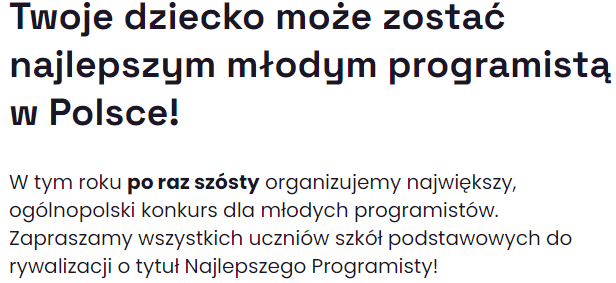 Twoje dziecko może zostać
najlepszym młodym programistą
w Polsce!
W tym roku po raz szósty organizujemy największy,
ogólnopolski konkurs dla młodych programistów.
Zapraszamy wszystkich uczniów szkół podstawowych do
rywalizacji o tytuł Najlepszego Programisty!